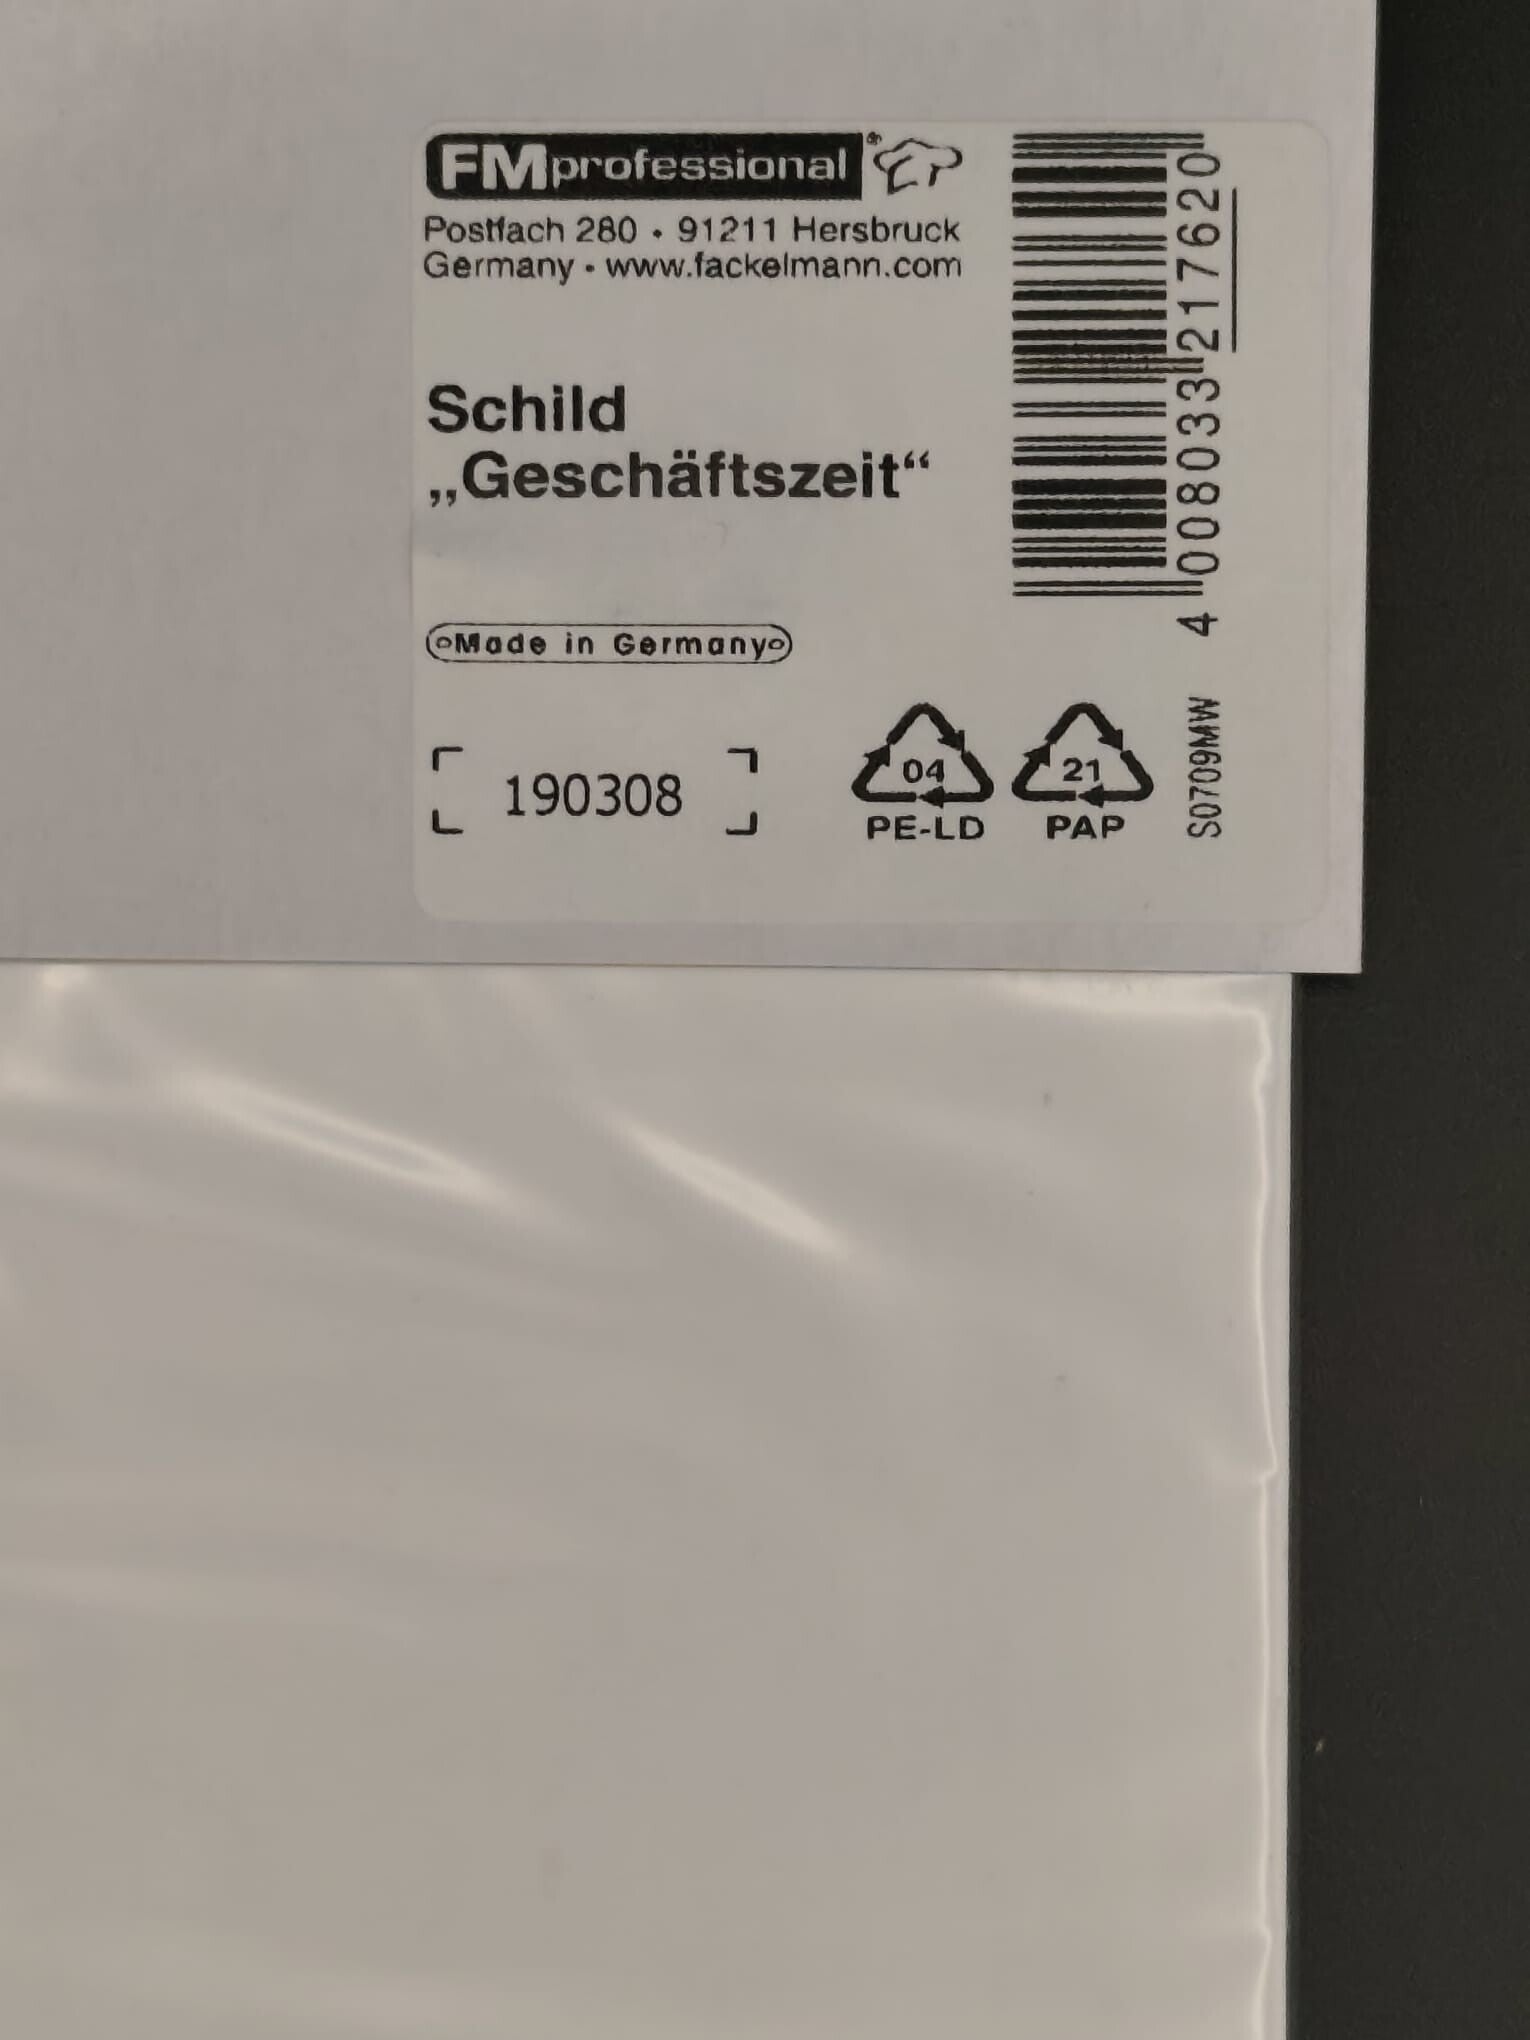 FMprofessional
Postfach 280 • 91211 Hersbruck
Germany • www.fackelmann.com
Schild
„Geschäftszeit“
Made in Germany
190308
04
PE-LD
21
PAP
4 008033 217620
S0709MW